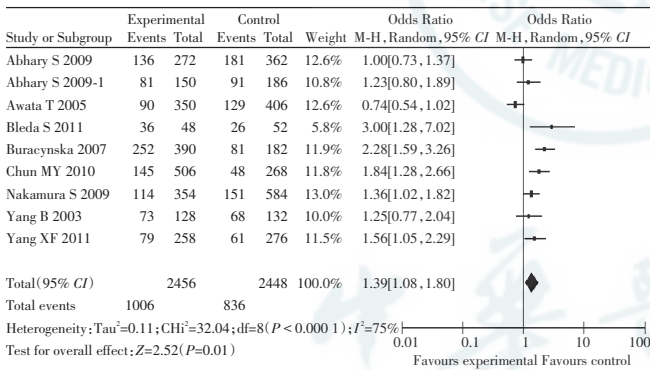 Experimental Control Odds Ratio Odds Ratio
Study or Subgroup Events Total Events Total Weight M-H, Random, 95% CI M-H, Random, 95% CI
Abhary S 2009 136 272 181 362 12.6% 1.00[0.73, 1.37]
Abhary S 2009-1 81 150 91 186 10.8% 1.23[0.80, 1.89]
Awata T 2005 90 350 129 406 12.6% 0.74[0.54, 1.02]
Bleda S 2011 36 48 26 52 5.8% 3.00[1.28, 7.02]
Buracynska 2007 252 390 81 182 11.9% 2.28[1.59, 3.26]
Chun MY 2010 145 506 48 268 11.8% 1.84[1.28, 2.66]
Nakamura S 2009 114 354 151 584 13.0% 1.36[1.02, 1.82]
Yang B 2003 73 128 68 132 10.0% 1.25[0.77, 2.04]
Yang XF 2011 79 258 61 276 11.5% 1.56[1.05, 2.29]
Total(95% CI) 2456 2448 100.0% 1.39[1.08, 1.80]
Total events 1006 836
Heterogeneity:Tau²=0.11;CHi²=32.04;df=8(P<0.000 1);I²=75%
Test for overall effect:Z=2.52(P=0.01)
0.01 0.1 1 10 100
Favours experimental Favours control